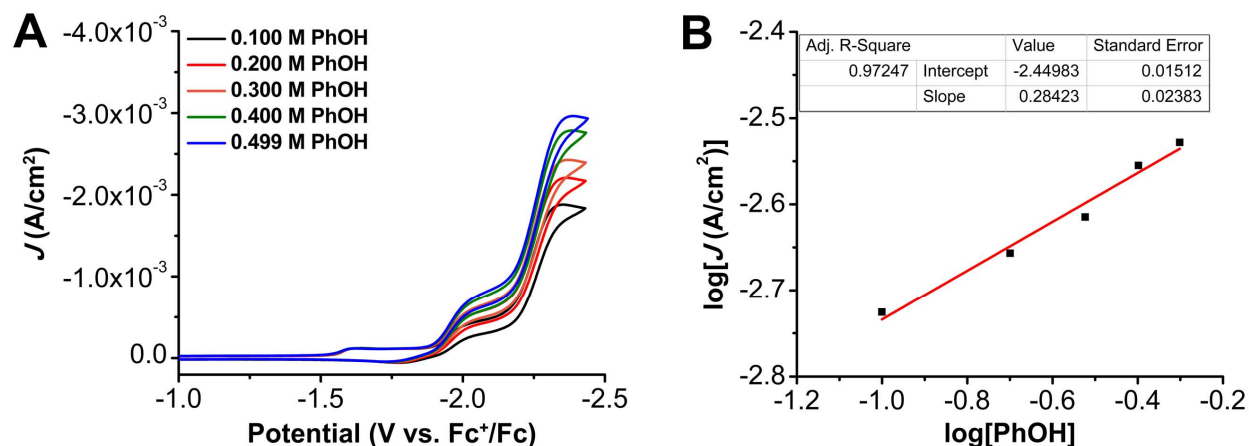 A
J (A/cm²)
-4.0x10⁻³
-3.0x10⁻³
-2.0x10⁻³
-1.0x10⁻³
0.0
0.100 M PhOH
0.200 M PhOH
0.300 M PhOH
0.400 M PhOH
0.499 M PhOH
-1.0 -1.5 -2.0 -2.5
Potential (V vs. Fc⁺/Fc)
B
log[J (A/cm²)]
-2.4
-2.5
-2.6
-2.7
-2.8
Adj. R-Square Value Standard Error
0.97247 Intercept -2.44983 0.01512
Slope 0.28423 0.02383
-1.2 -1.0 -0.8 -0.6 -0.4 -0.2
log[PhOH]